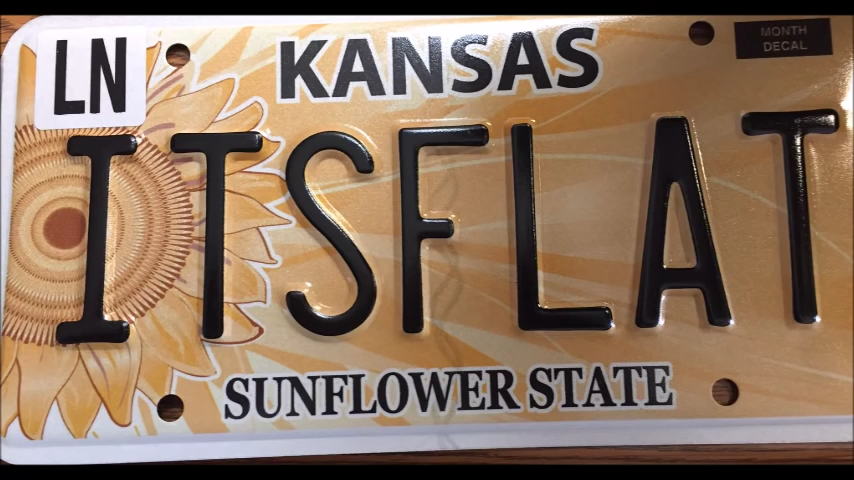 LN
KANSAS
MONTH
DECAL
ITSFLAT
SUNFLOWER STATE